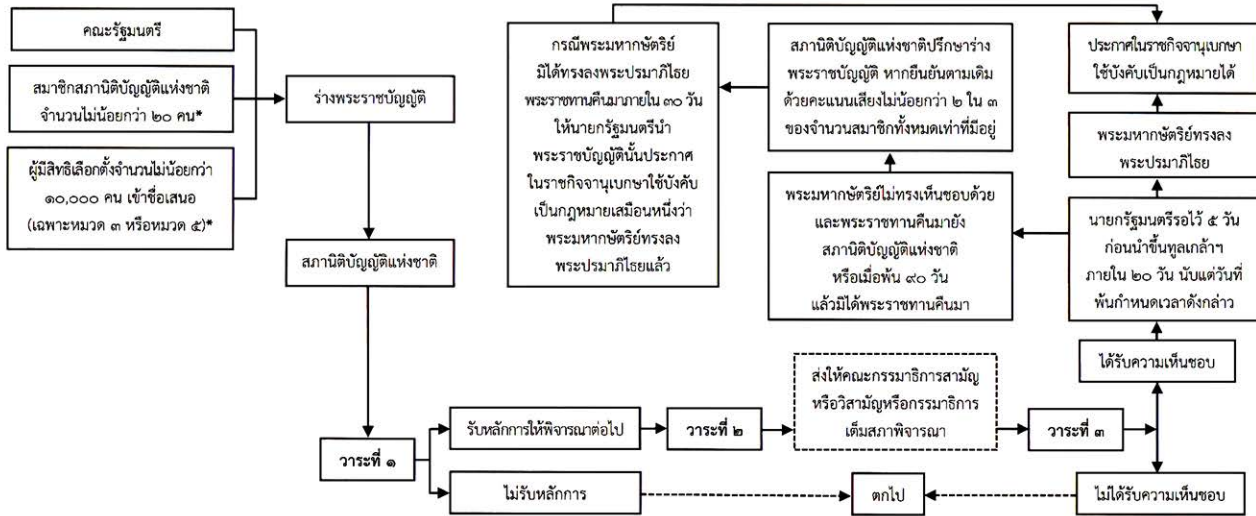 คณะรัฐมนตรี
สมาชิกสภานิติบัญญัติแห่งชาติ
จำนวนไม่น้อยกว่า ๒๐ คน*
ผู้มีสิทธิเลือกตั้งจำนวนไม่น้อยกว่า
๑๐,๐๐๐ คน เข้าชื่อเสนอ
(เฉพาะหมวด ๓ หรือหมวด ๕)*
ร่างพระราชบัญญัติ
สภานิติบัญญัติแห่งชาติ
วาระที่ ๑
รับหลักการให้พิจารณาต่อไป
ไม่รับหลักการ
วาระที่ ๒
ส่งให้คณะกรรมาธิการสามัญ
หรือวิสามัญหรือกรรมาธิการ
เต็มสภาพิจารณา
วาระที่ ๓
ตกไป
ไม่ได้รับความเห็นชอบ
ได้รับความเห็นชอบ
นายกรัฐมนตรีรอไว้ ๕ วัน
ก่อนนำขึ้นทูลเกล้าฯ
ภายใน ๒๐ วัน นับแต่วันที่
พ้นกำหนดเวลาดังกล่าว
พระมหากษัตริย์ทรงลง
พระปรมาภิไธย
ประกาศในราชกิจจานุเบกษา
ใช้บังคับเป็นกฎหมายได้
พระมหากษัตริย์ไม่ทรงเห็นชอบด้วย
และพระราชทานคืนมายัง
สภานิติบัญญัติแห่งชาติ
หรือเมื่อพ้น ๙๐ วัน
แล้วมิได้พระราชทานคืนมา
สภานิติบัญญัติแห่งชาติปรึกษาร่าง
พระราชบัญญัติ หากยืนยันตามเดิม
ด้วยคะแนนเสียงไม่น้อยกว่า ๒ ใน ๓
ของจำนวนสมาชิกทั้งหมดเท่าที่มีอยู่
กรณีพระมหากษัตริย์
มิได้ทรงลงพระปรมาภิไธย
พระราชทานคืนมาภายใน ๓๐ วัน
ให้นายกรัฐมนตรีนำ
พระราชบัญญัตินั้นประกาศ
ในราชกิจจานุเบกษาใช้บังคับ
เป็นกฎหมายเสมือนหนึ่งว่า
พระมหากษัตริย์ทรงลง
พระปรมาภิไธยแล้ว